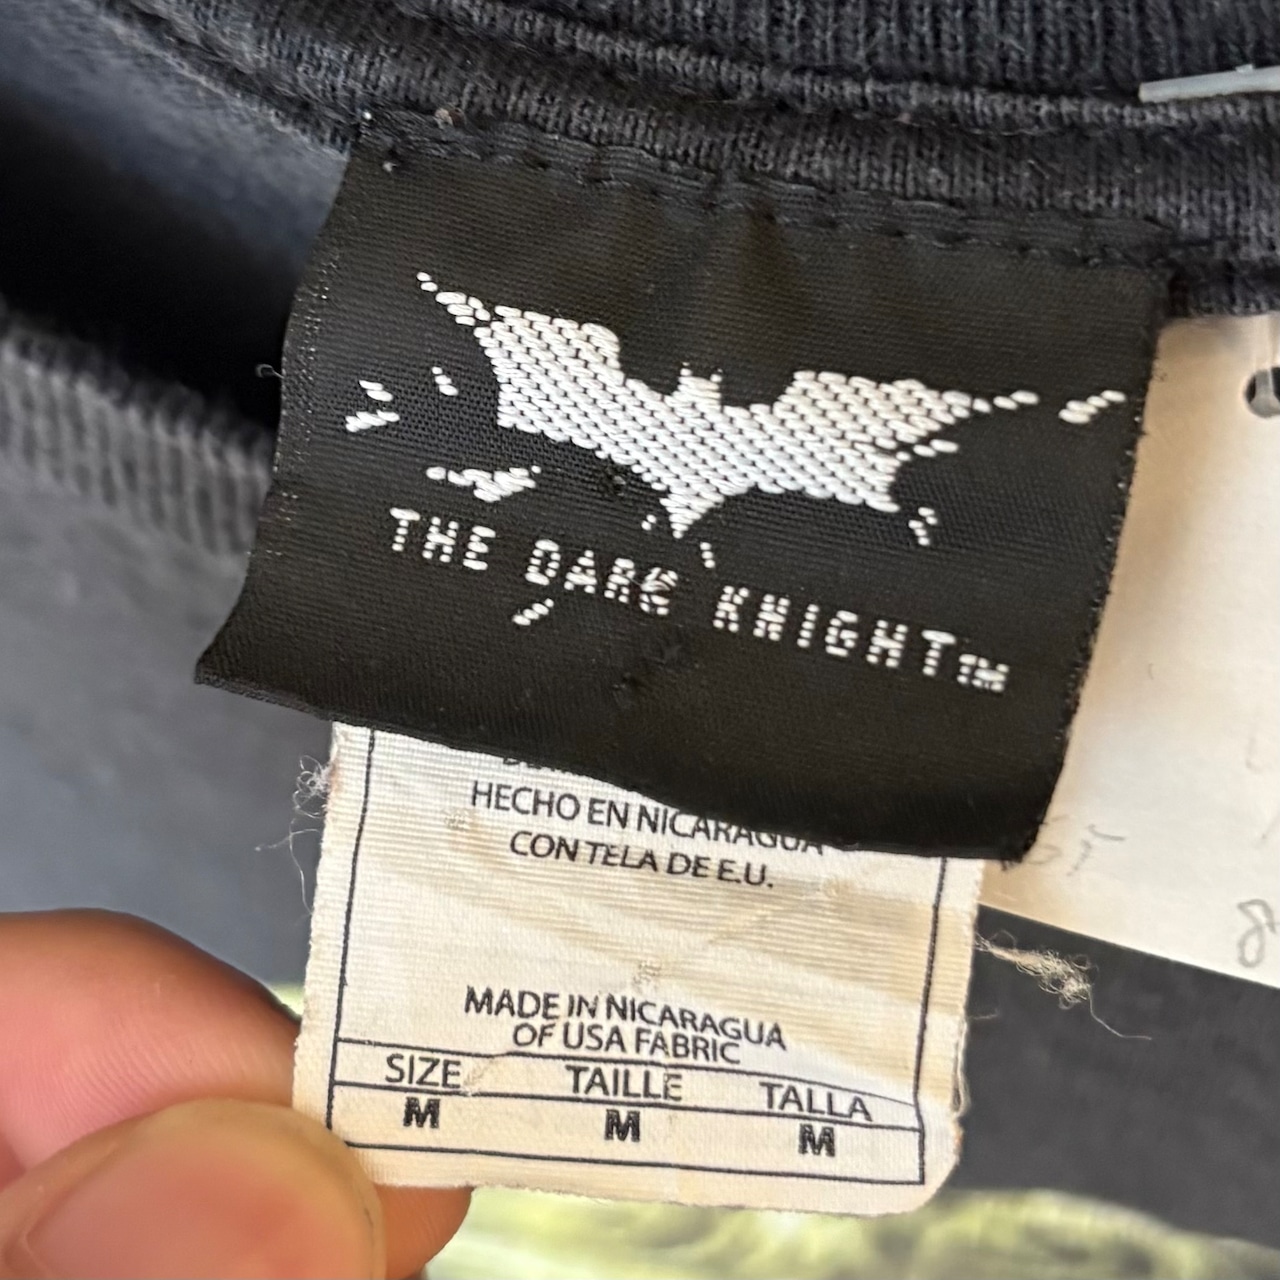 THE DARK KNIGHT™
HECHO EN NICARAGUA
CON TELA DE E.U.
MADE IN NICARAGUA
OF USA FABRIC
SIZE TAILLE TALLA
M M M